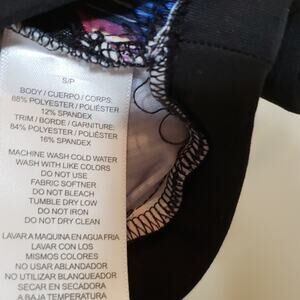 S/P
BODY / CUERPO / CORPS:
88% POLYESTER / POLIÉSTER
12% SPANDEX
TRIM / BORDE / GARNITURE:
84% POLYESTER / POLIÉSTER
16% SPANDEX
MACHINE WASH COLD WATER
WASH WITH LIKE COLORS
DO NOT USE
FABRIC SOFTNER
DO NOT BLEACH
TUMBLE DRY LOW
DO NOT IRON
DO NOT DRY CLEAN
LAVAR A MAQUINA EN AGUA FRIA
LAVAR CON LOS
MISMOS COLORES
NO USAR ABLANDADOR
NO UTILIZAR BLANQUEADOR
SECAR EN SECADORA
A BAJA TEMPERATURA